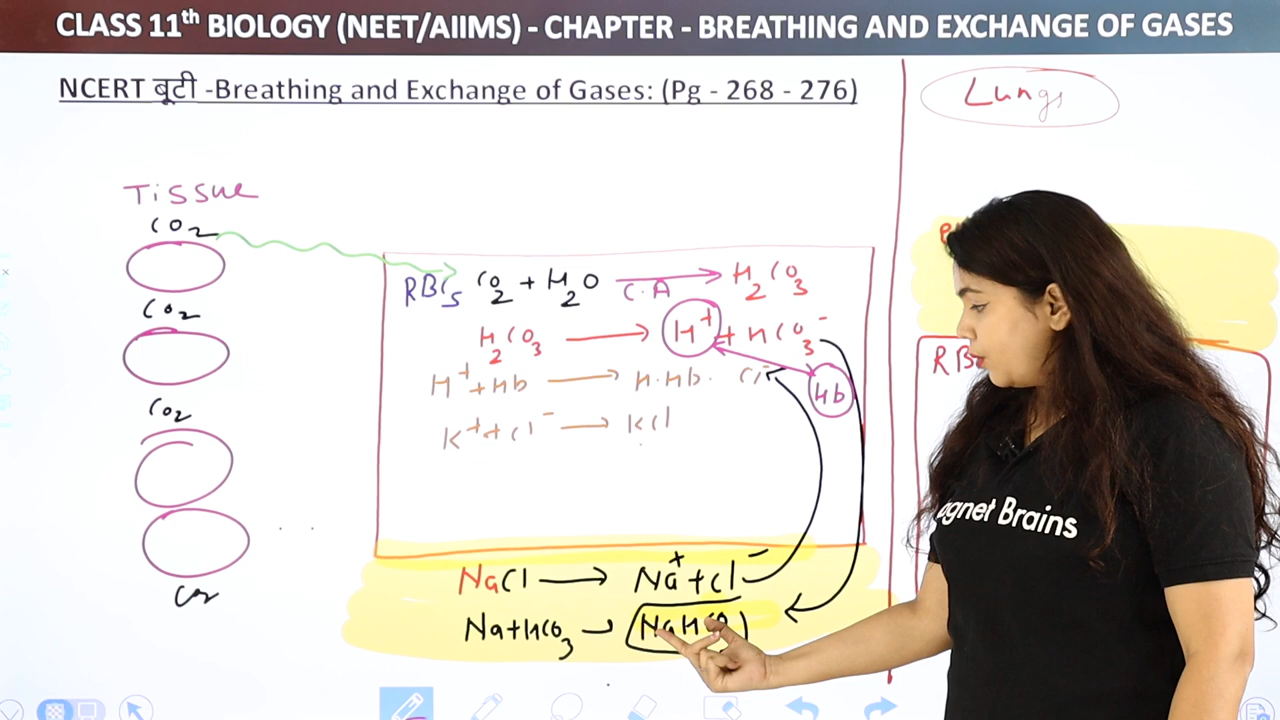 CLASS 11th BIOLOGY (NEET/AIIMS) - CHAPTER - BREATHING AND EXCHANGE OF GASES
NCERT बूटी -Breathing and Exchange of Gases: (Pg - 268 - 276)
Lungs
Tissue
CO2
CO2
CO2
CO2
RBCs CO2 + H2O C.A H2CO3
H2CO3 → H+ + HCO3-
H+ + Hb → H.Hb. Cl-
Hb
K+ + Cl- → KCl
NaCl → Na+ + Cl-
Na+HCO3 → NaHCO
RB
agnet Brains